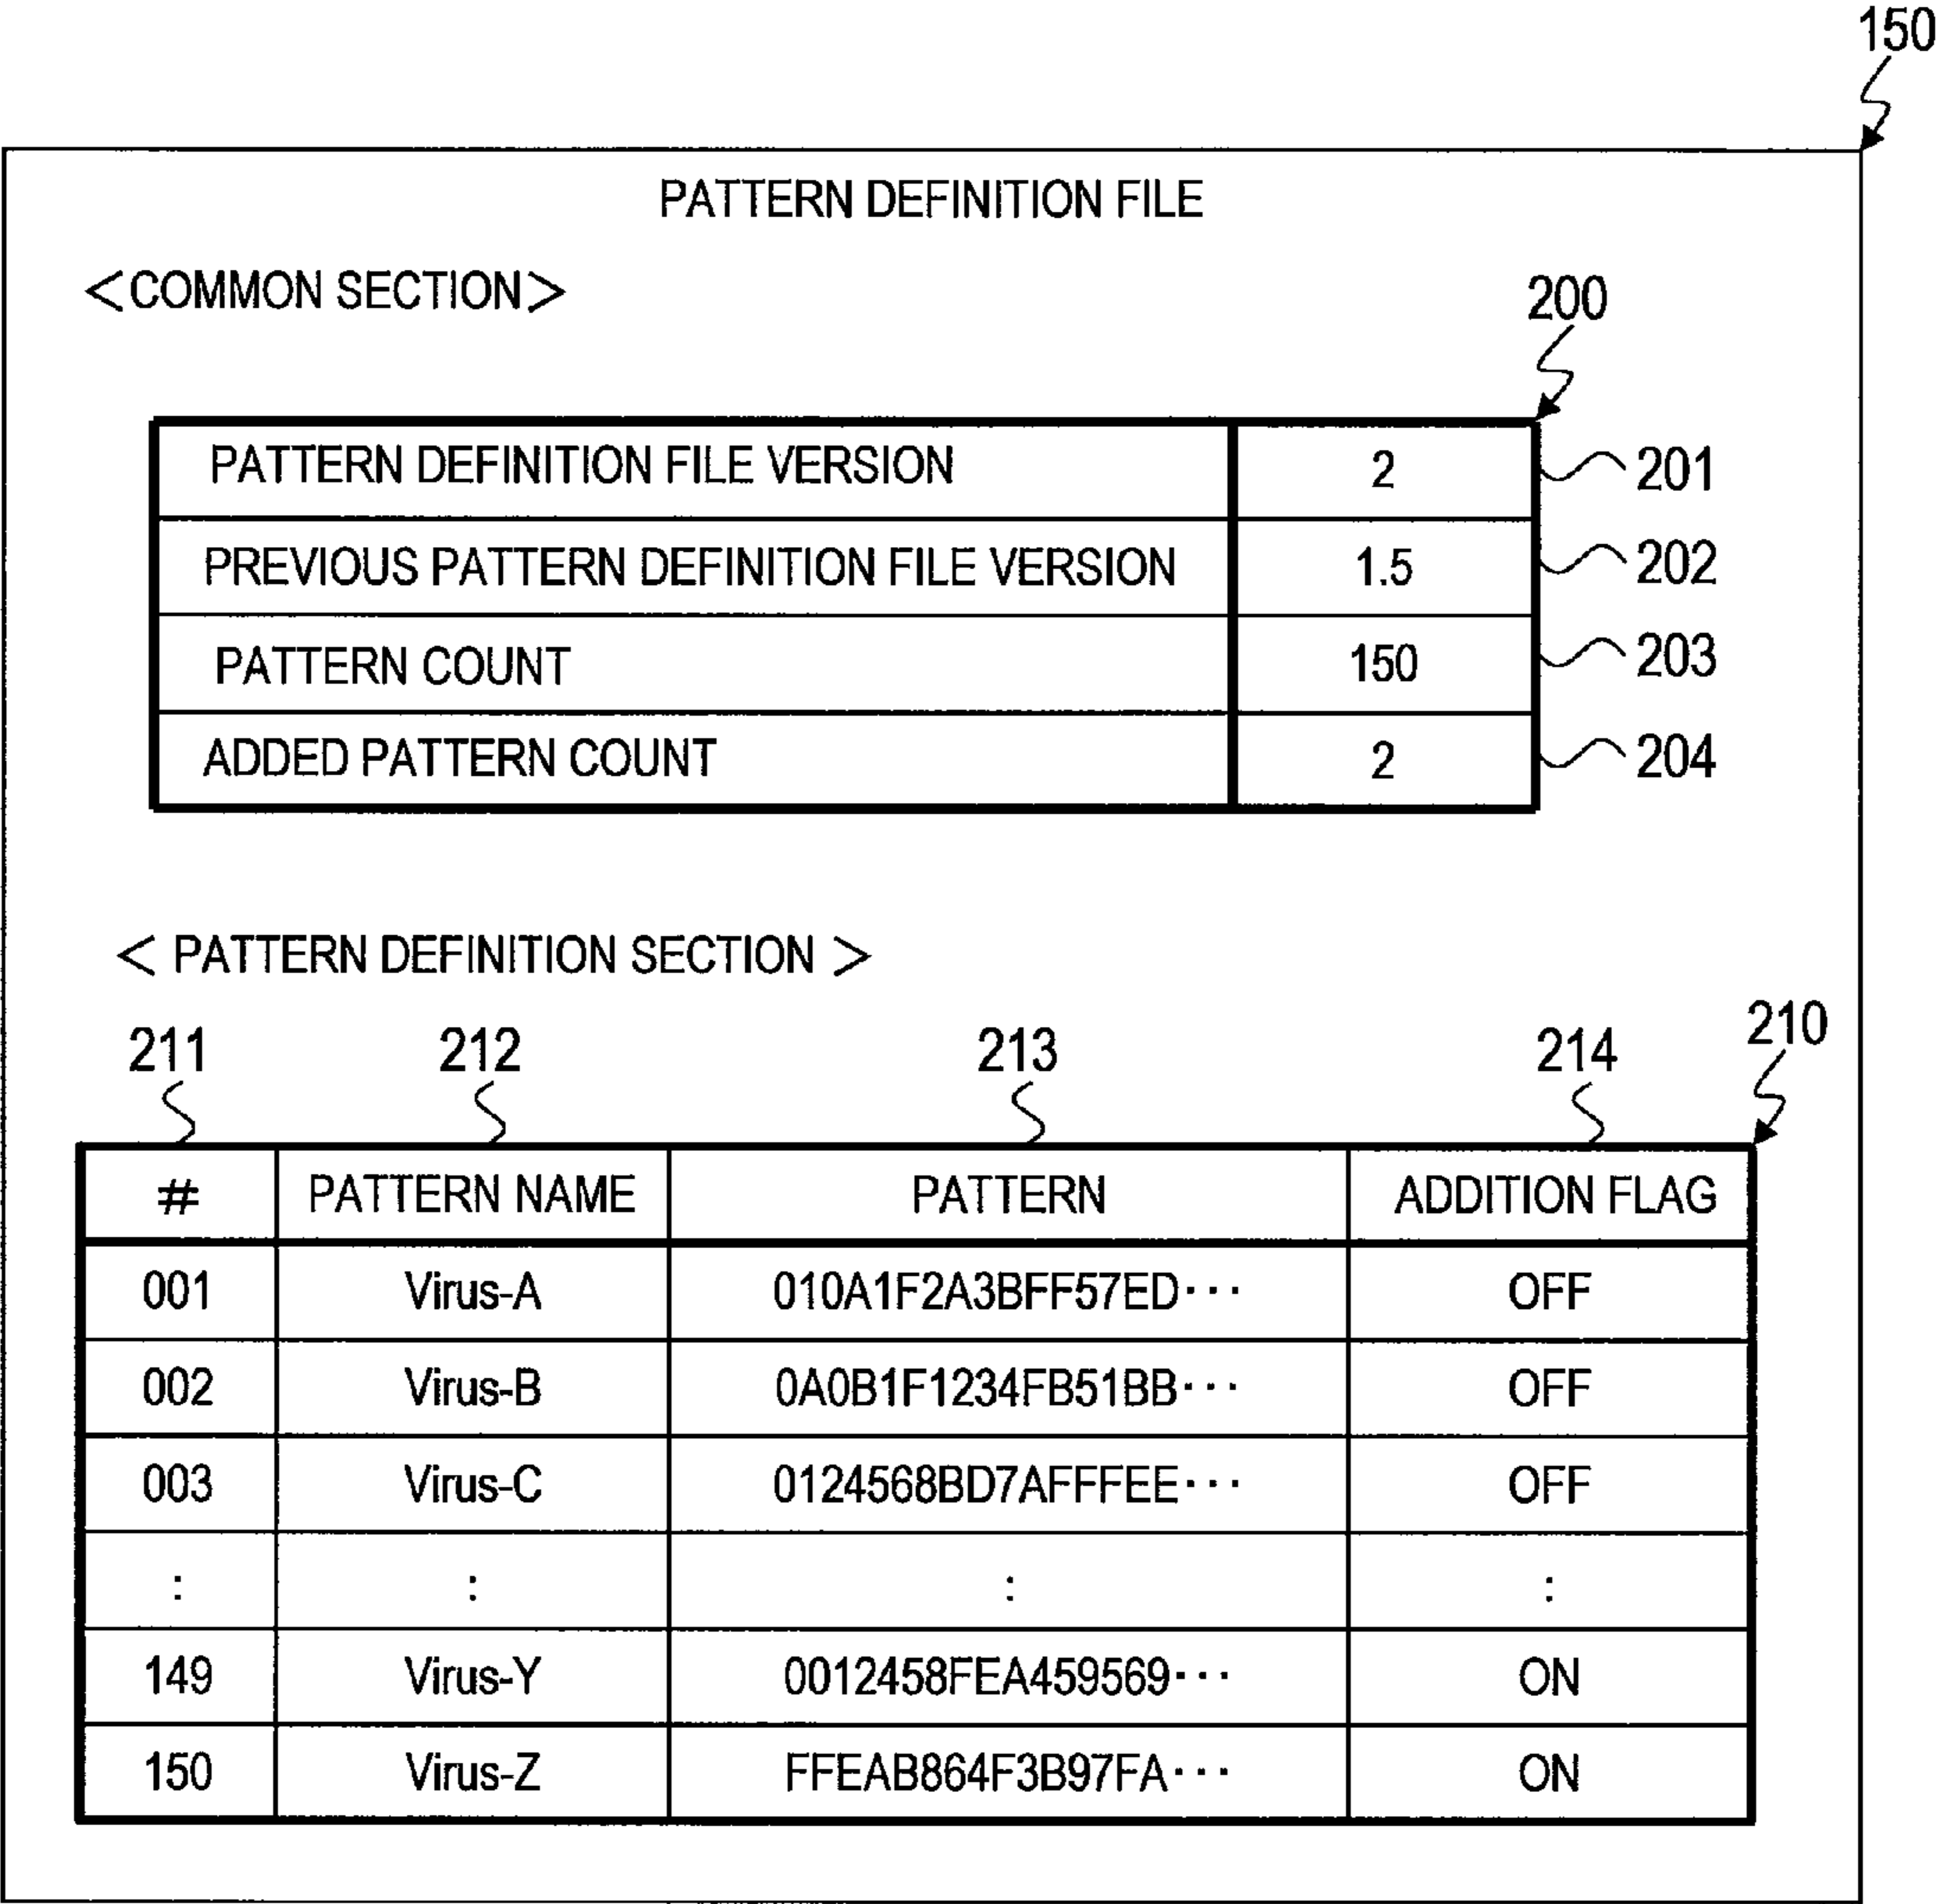 150
PATTERN DEFINITION FILE
<COMMON SECTION>
200
PATTERN DEFINITION FILE VERSION 2 201
PREVIOUS PATTERN DEFINITION FILE VERSION 1.5 202
PATTERN COUNT 150 203
ADDED PATTERN COUNT 2 204
< PATTERN DEFINITION SECTION >
211 212 213 214 210
# PATTERN NAME PATTERN ADDITION FLAG
001 Virus-A 010A1F2A3BFF57ED··· OFF
002 Virus-B 0A0B1F1234FB51BB··· OFF
003 Virus-C 0124568BD7AFFFEE··· OFF
: : : :
149 Virus-Y 0012458FEA459569··· ON
150 Virus-Z FFEAB864F3B97FA··· ON